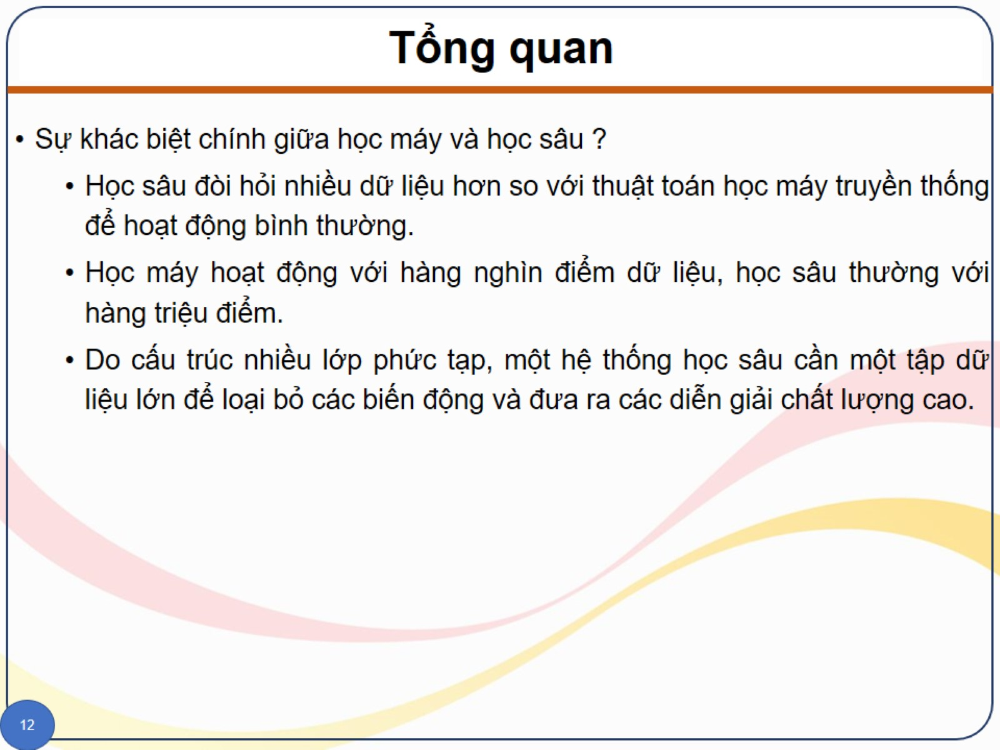 Tổng quan
• Sự khác biệt chính giữa học máy và học sâu ?
• Học sâu đòi hỏi nhiều dữ liệu hơn so với thuật toán học máy truyền thống
để hoạt động bình thường.
• Học máy hoạt động với hàng nghìn điểm dữ liệu, học sâu thường với
hàng triệu điểm.
• Do cấu trúc nhiều lớp phức tạp, một hệ thống học sâu cần một tập dữ
liệu lớn để loại bỏ các biến động và đưa ra các diễn giải chất lượng cao.
12